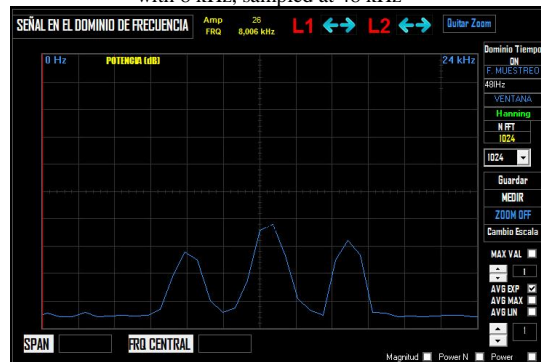 with 8 kHz, sampled at 48 kHz
SEÑAL EN EL DOMINIO DE FRECUENCIA
Amp 26
FRQ 8,006 kHz
L1
L2
Quitar Zoom
0 Hz
POTENCIA (dB)
24 kHz
Dominio Tiempo
ON
F. MUESTREO
48Hz
VENTANA
Hanning
N FFT
1024
1024
Guardar
MEDIR
ZOOM OFF
Cambio Escala
MAX VAL
1
AVG EXP
AVG MAX
AVG LIN
1
SPAN
FRQ CENTRAL
Magnitud
Power N
Power